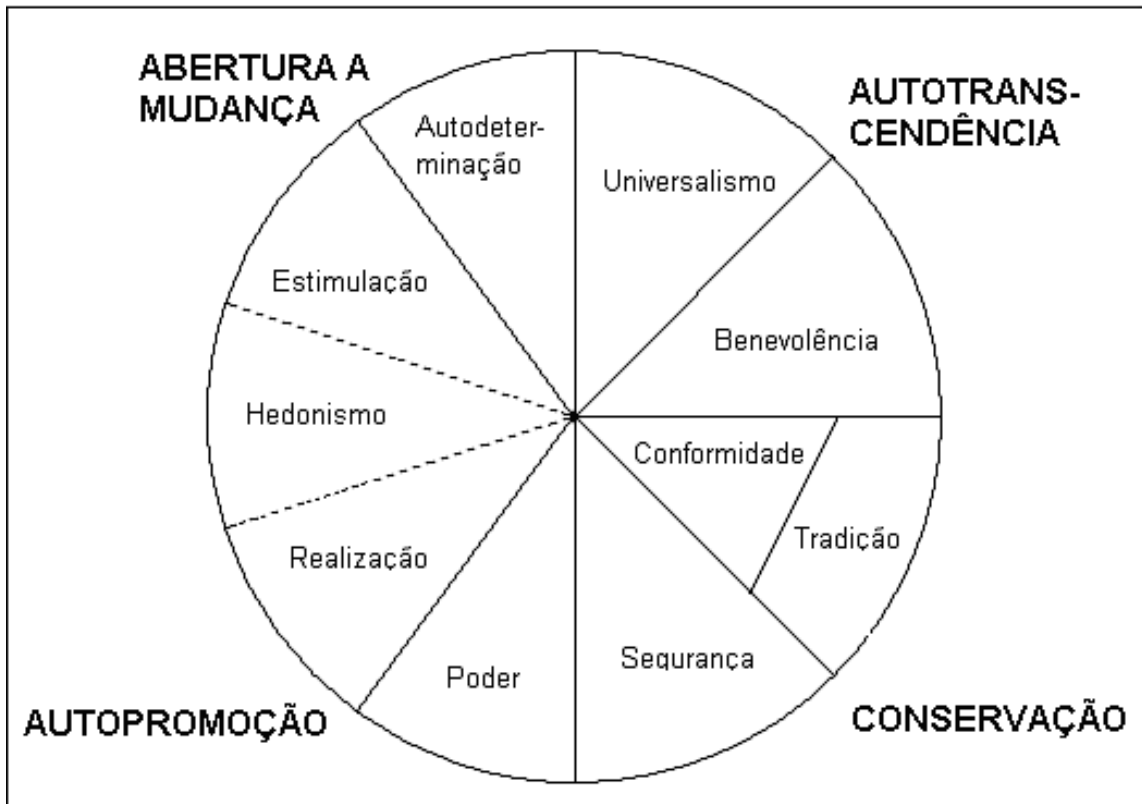 ABERTURA A
MUDANÇA
AUTOTRANS-
CENDÊNCIA
Autodeter-
minação
Universalismo
Estimulação
Benevolência
Hedonismo
Conformidade
Tradição
Realização
Segurança
Poder
AUTOPROMOÇÃO
CONSERVAÇÃO